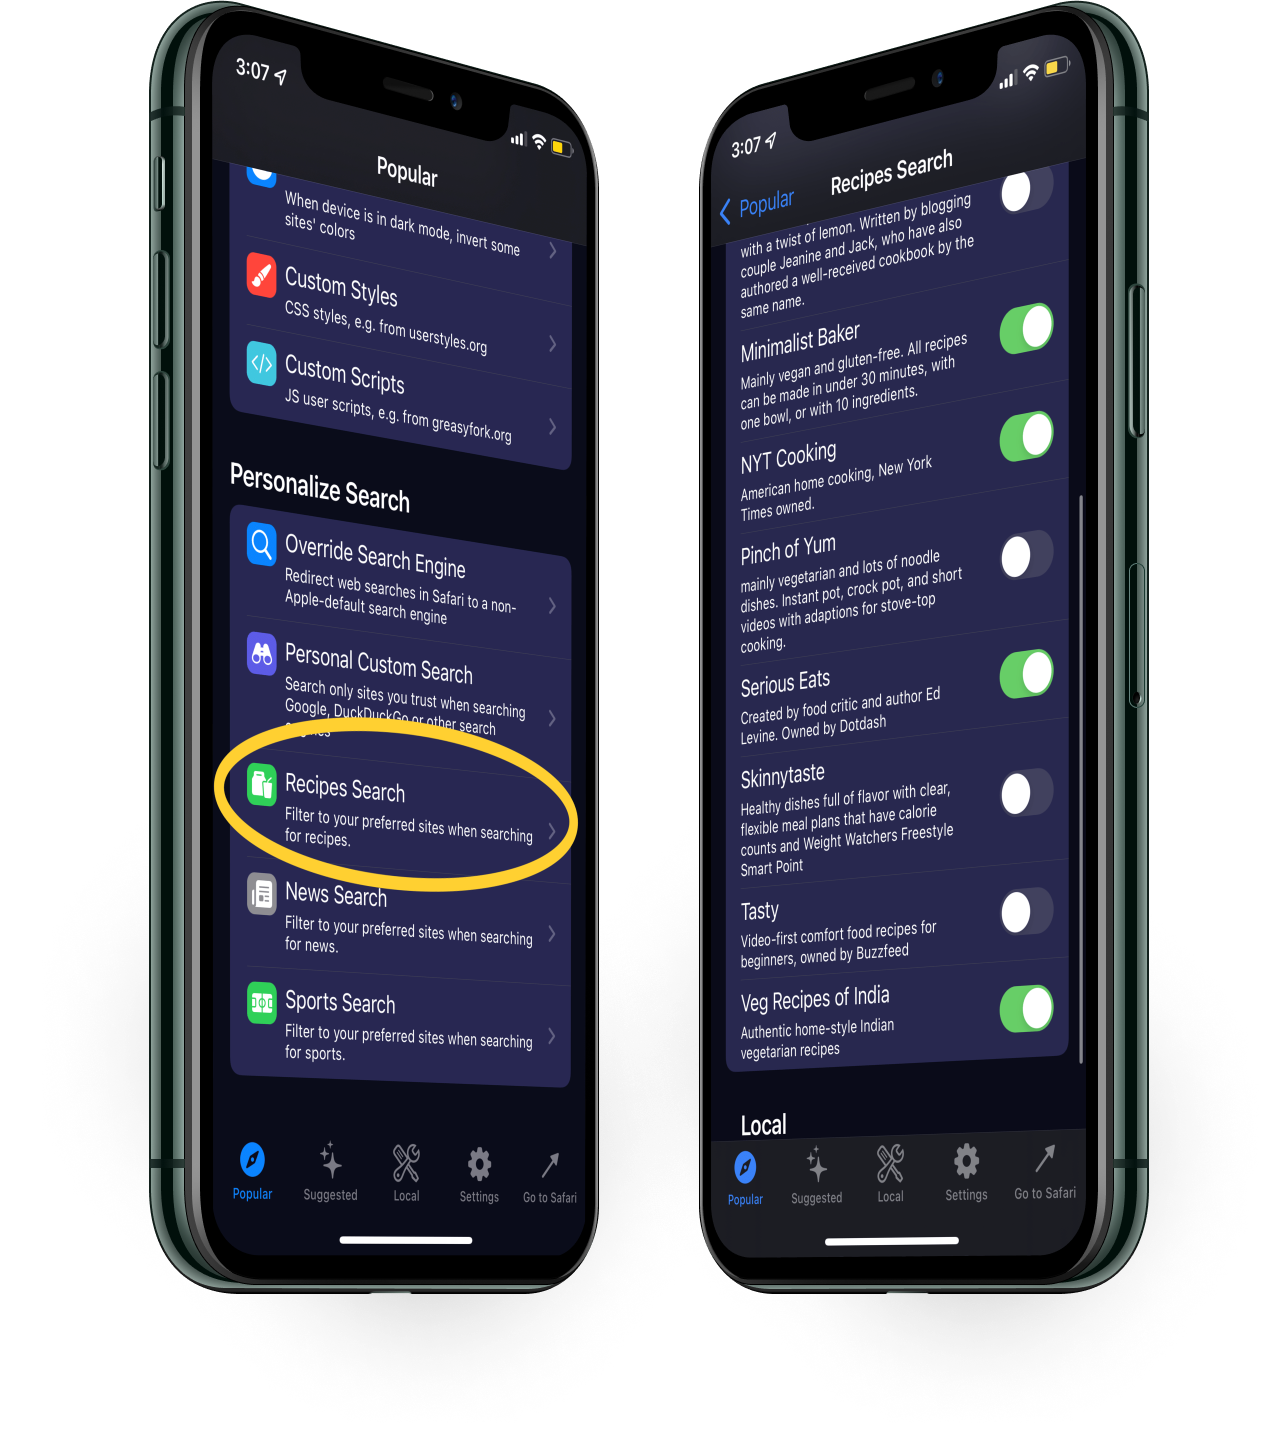 3:07
Popular
When device is in dark mode, invert some
sites' colors
Custom Styles
CSS styles, e.g. from userstyles.org
Custom Scripts
JS user scripts, e.g. from greasyfork.org
Personalize Search
Override Search Engine
Redirect web searches in Safari to a non-
Apple-default search engine
Personal Custom Search
Search only sites you trust when searching
Google, DuckDuckGo or other search
engines
Recipes Search
Filter to your preferred sites when searching
for recipes.
News Search
Filter to your preferred sites when searching
for news.
Sports Search
Filter to your preferred sites when searching
for sports.
Popular
Suggested
Local
Settings
Go to Safari
3:07
Popular
Recipes Search
with a twist of lemon. Written by blogging
couple Jeanine and Jack, who have also
authored a well-received cookbook by the
same name.
Minimalist Baker
Mainly vegan and gluten-free. All recipes
can be made in under 30 minutes, with
one bowl, or with 10 ingredients.
NYT Cooking
American home cooking, New York
Times owned.
Pinch of Yum
mainly vegetarian and lots of noodle
dishes. Instant pot, crock pot, and short
videos with adaptions for stove-top
cooking.
Serious Eats
Created by food critic and author Ed
Levine. Owned by Dotdash
Skinnytaste
Healthy dishes full of flavor with clear,
flexible meal plans that have calorie
counts and Weight Watchers Freestyle
Smart Point
Tasty
Video-first comfort food recipes for
beginners, owned by Buzzfeed
Veg Recipes of India
Authentic home-style Indian
vegetarian recipes
Local
Popular
Suggested
Local
Settings
Go to Safari